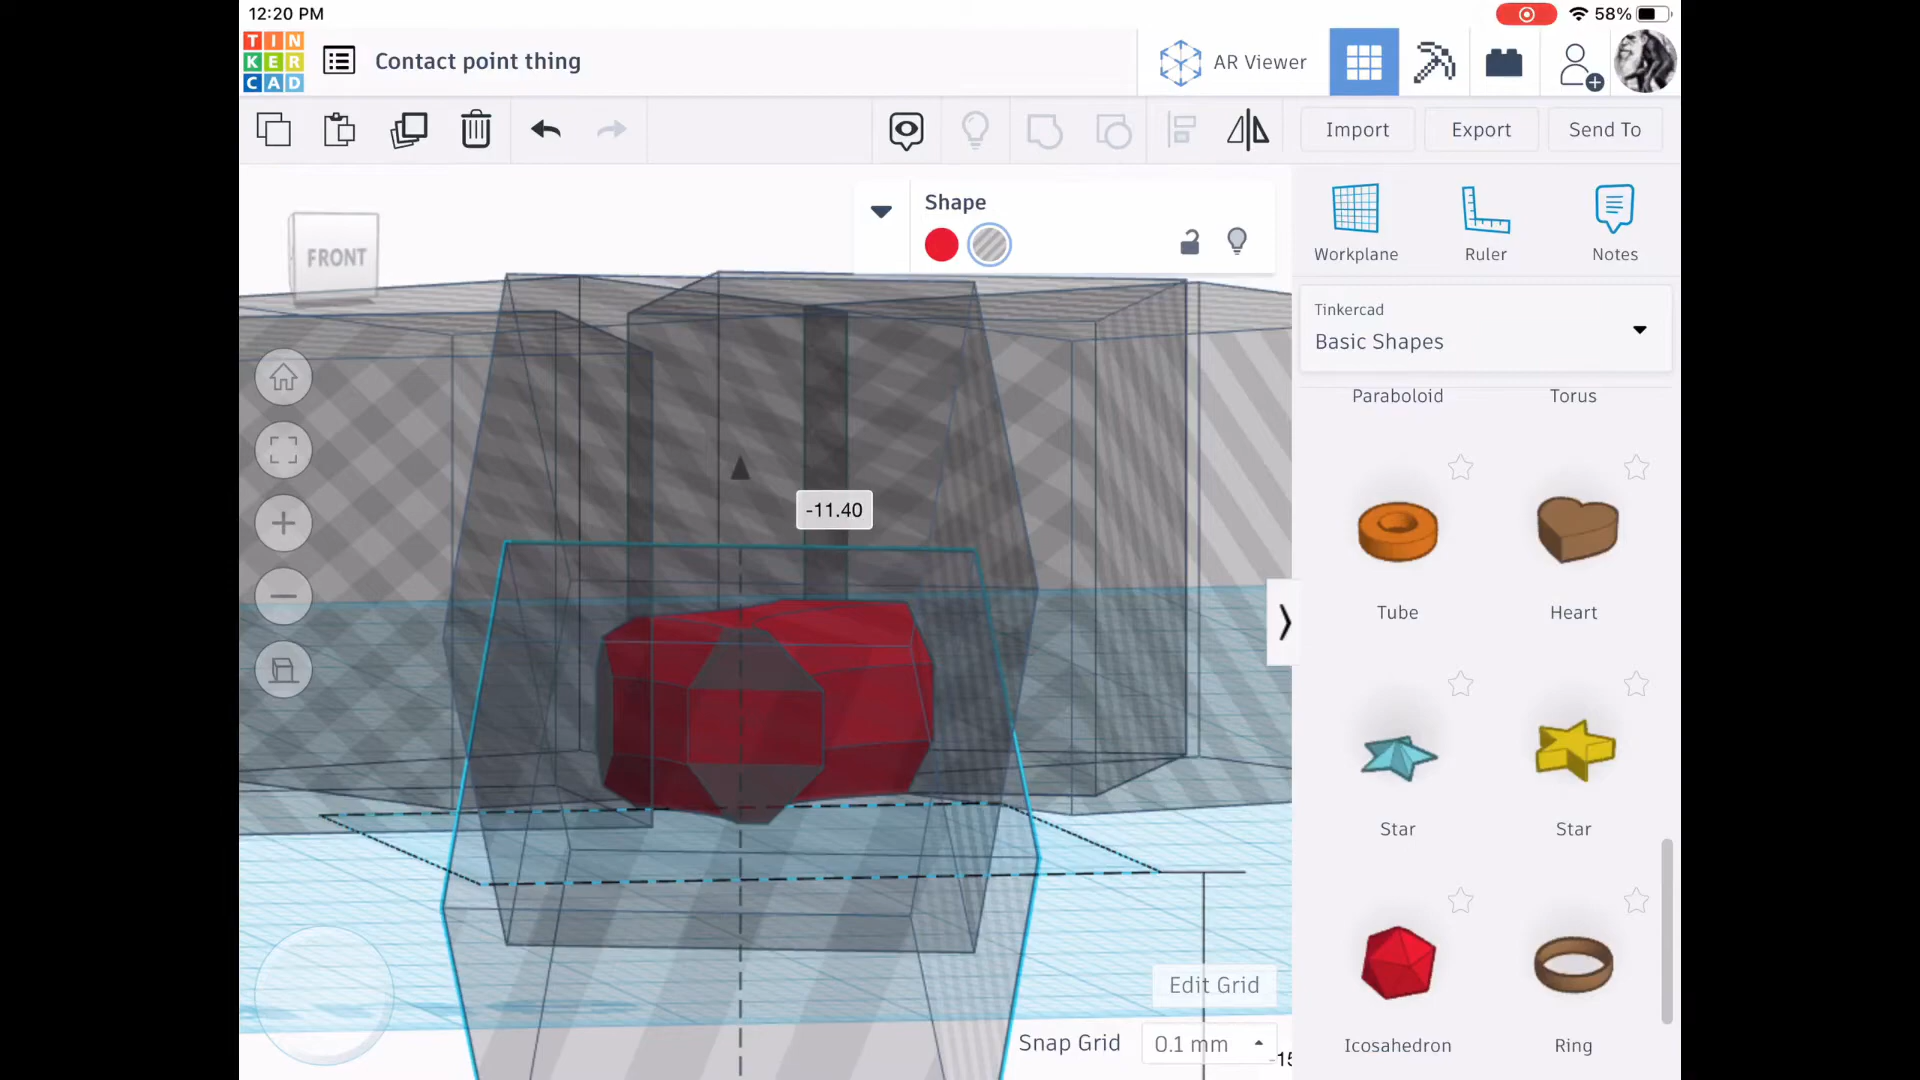 12:20 PM
58%
TIN
KER
CAD
Contact point thing
AR Viewer
Import
Export
Send To
Shape
Workplane
Ruler
Notes
FRONT
Tinkercad
Basic Shapes
Paraboloid
Torus
-11.40
Tube
Heart
Star
Star
Edit Grid
Snap Grid
0.1 mm
Icosahedron
Ring